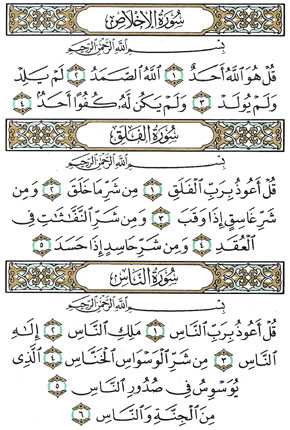 سُورَةُ الإِخْلَاصِ
بِسْمِ اللَّهِ الرَّحْمَٰنِ الرَّحِيمِ
قُلْ هُوَ اللَّهُ أَحَدٌ ١ اللَّهُ الصَّمَدُ ٢ لَمْ يَلِدْ
وَلَمْ يُولَدْ ٣ وَلَمْ يَكُن لَّهُ كُفُوًا أَحَدٌ ٤
سُورَةُ الفَلَقِ
بِسْمِ اللَّهِ الرَّحْمَٰنِ الرَّحِيمِ
قُلْ أَعُوذُ بِرَبِّ الْفَلَقِ ١ مِن شَرِّ مَا خَلَقَ ٢ وَمِن
شَرِّ غَاسِقٍ إِذَا وَقَبَ ٣ وَمِن شَرِّ النَّفَّٰثَٰتِ فِى
الْعُقَدِ ٤ وَمِن شَرِّ حَاسِدٍ إِذَا حَسَدَ ٥
سُورَةُ النَّاسِ
بِسْمِ اللَّهِ الرَّحْمَٰنِ الرَّحِيمِ
قُلْ أَعُوذُ بِرَبِّ النَّاسِ ١ مَلِكِ النَّاسِ ٢ إِلَٰهِ
النَّاسِ ٣ مِن شَرِّ الْوَسْوَاسِ الْخَنَّاسِ ٤ الَّذِى
يُوَسْوِسُ فِى صُدُورِ النَّاسِ ٥
مِنَ الْجِنَّةِ وَالنَّاسِ ٦